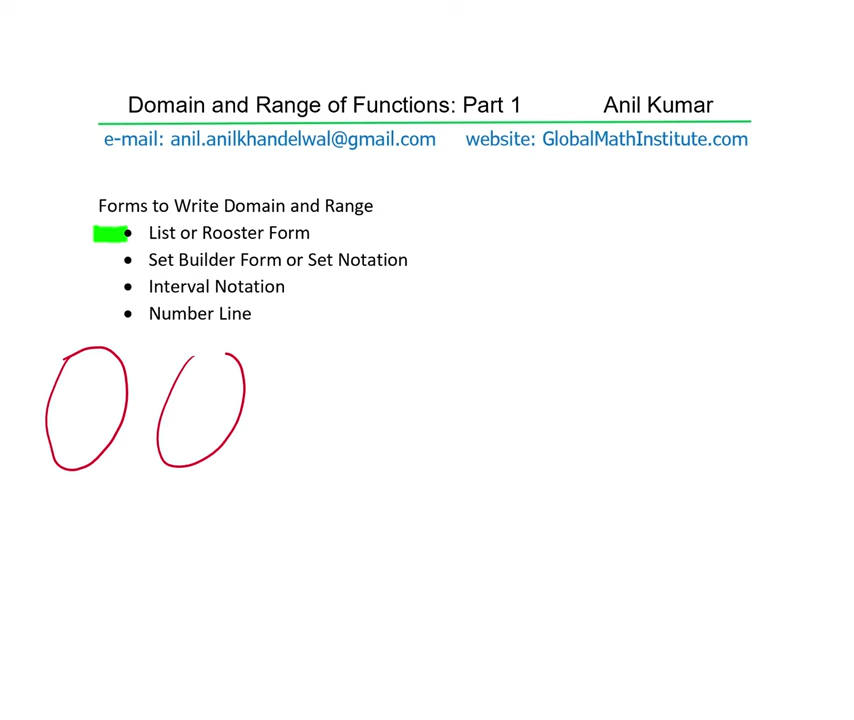 Domain and Range of Functions: Part 1 Anil Kumar
e-mail: anil.anilkhandelwal@gmail.com website: GlobalMathInstitute.com
Forms to Write Domain and Range
• List or Rooster Form
• Set Builder Form or Set Notation
• Interval Notation
• Number Line